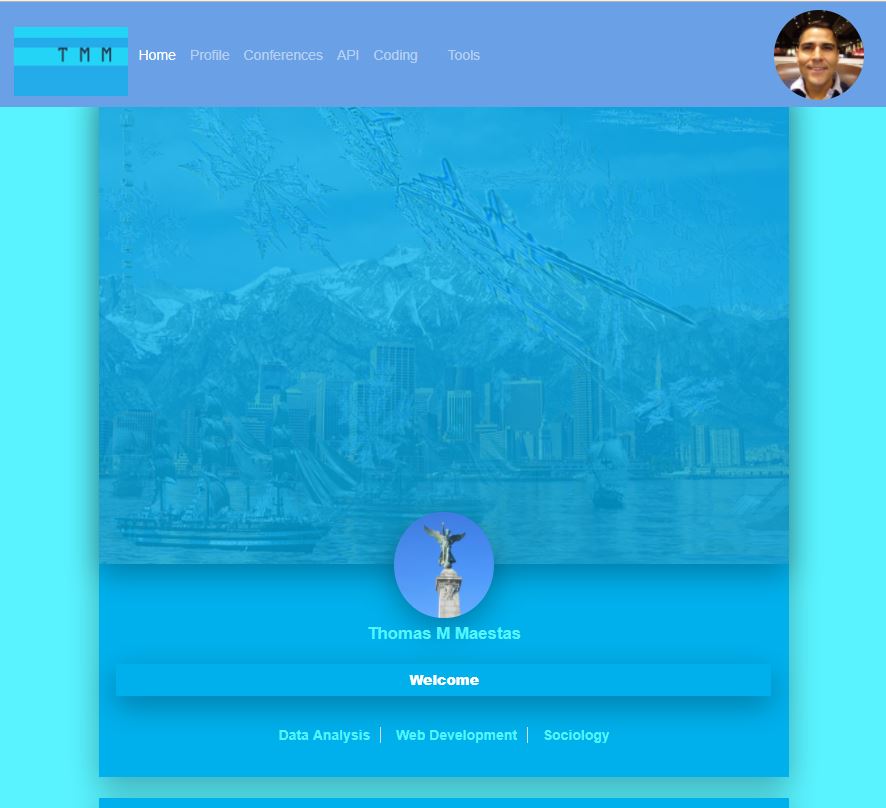 TMM
Home Profile Conferences API Coding Tools
Thomas M Maestas
Welcome
Data Analysis | Web Development | Sociology